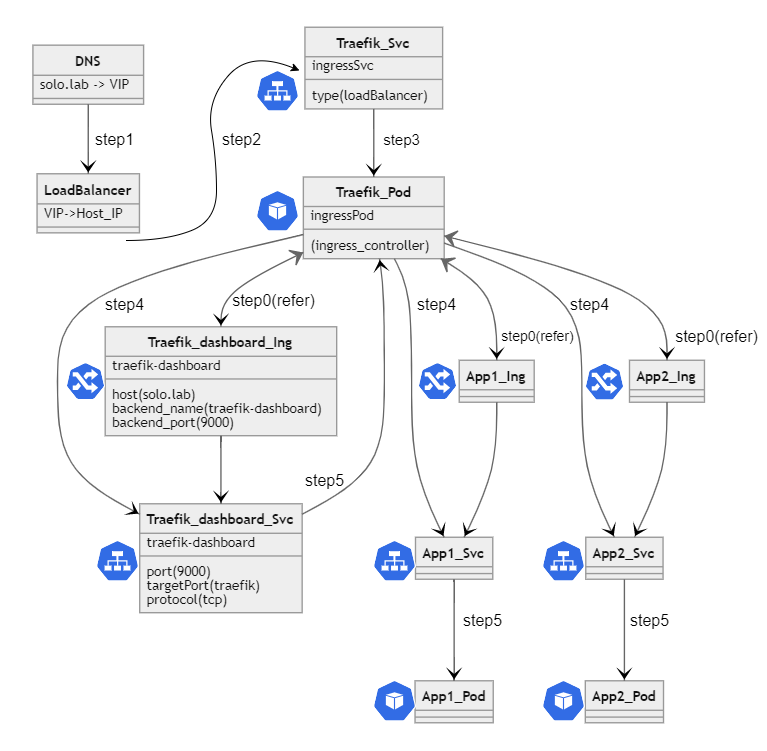 DNS
solo.lab -> VIP
step1
LoadBalancer
VIP->Host_IP
step2
Traefik_Svc
ingressSvc
type(loadBalancer)
step3
Traefik_Pod
ingressPod
(ingress_controller)
step4
step0(refer)
step4
step0(refer)
step4
step0(refer)
Traefik_dashboard_Ing
traefik-dashboard
host(solo.lab)
backend_name(traefik-dashboard)
backend_port(9000)
App1_Ing
App2_Ing
step5
Traefik_dashboard_Svc
traefik-dashboard
port(9000)
targetPort(traefik)
protocol(tcp)
App1_Svc
App2_Svc
step5
step5
App1_Pod
App2_Pod